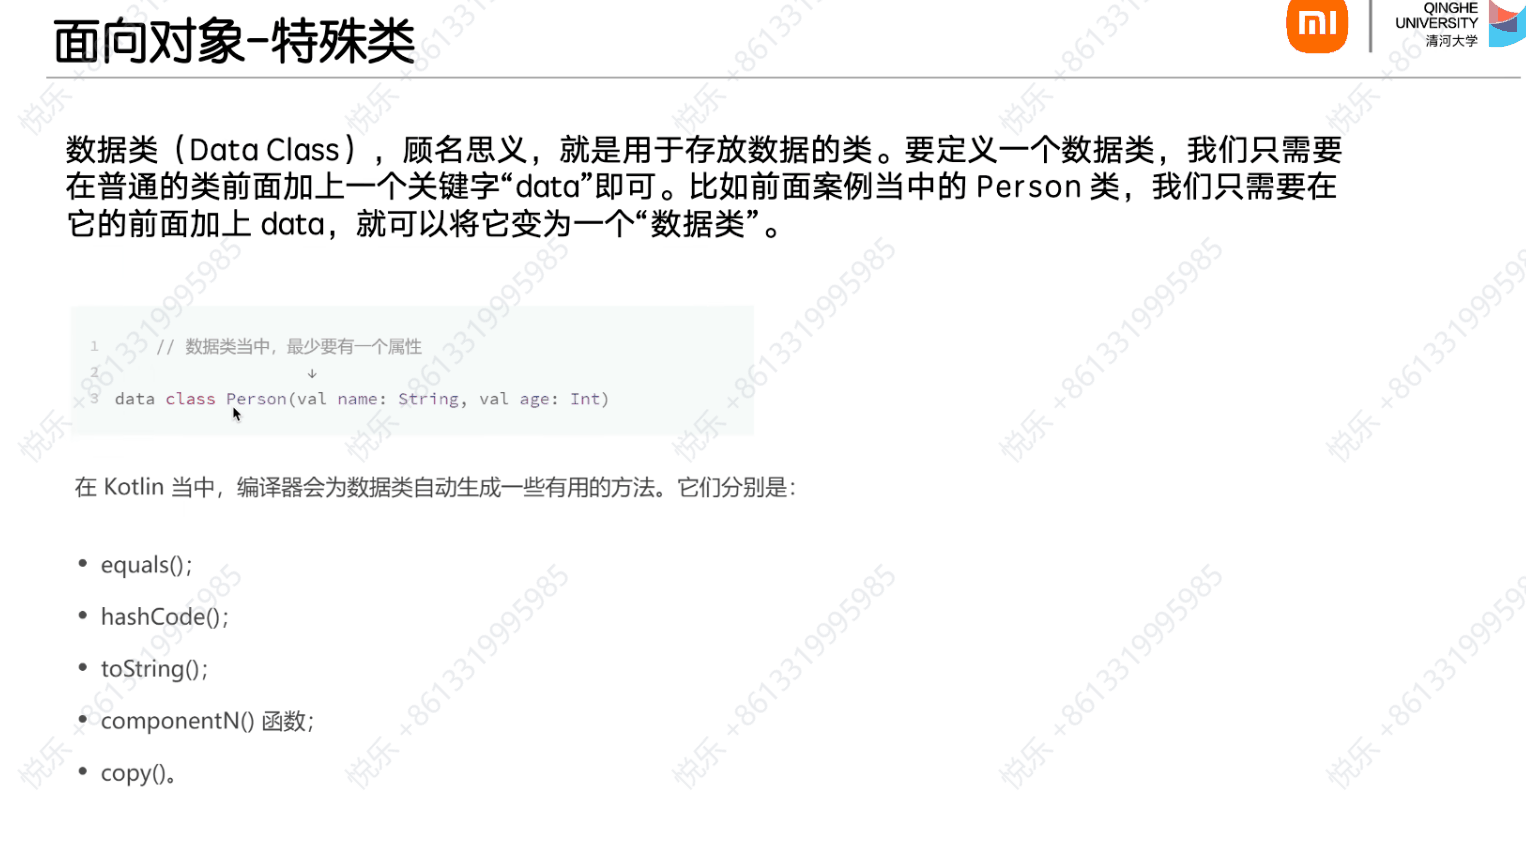 面向对象-特殊类
mi
QINGHE
UNIVERSITY
清河大学
数据类（Data Class），顾名思义，就是用于存放数据的类。要定义一个数据类，我们只需要
在普通的类前面加上一个关键字“data”即可。比如前面案例当中的 Person 类，我们只需要在
它的前面加上 data，就可以将它变为一个“数据类”。
1 // 数据类当中，最少要有一个属性
2 ↓
3 data class Person(val name: String, val age: Int)
在 Kotlin 当中，编译器会为数据类自动生成一些有用的方法。它们分别是：
• equals();
• hashCode();
• toString();
• componentN() 函数;
• copy()。
悦乐 +8613319995985